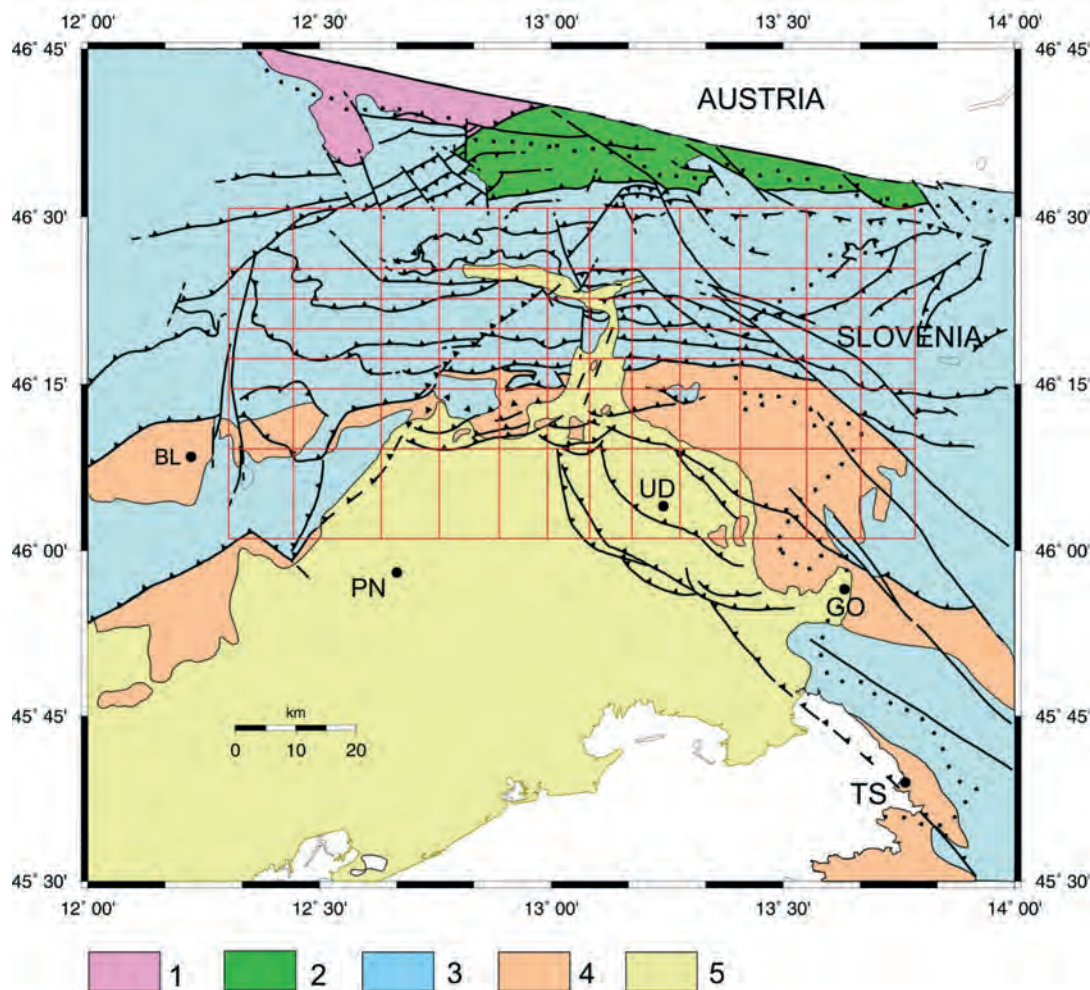 12° 00' 12° 30' 13° 00' 13° 30' 14° 00'
46° 45' 46° 45'
AUSTRIA
46° 30' 46° 30'
SLOVENIA
46° 15' 46° 15'
BL
UD
46° 00' 46° 00'
PN
GO
45° 45' 45° 45'
km
0 10 20
TS
45° 30' 45° 30'
12° 00' 12° 30' 13° 00' 13° 30' 14° 00'
1 2 3 4 5